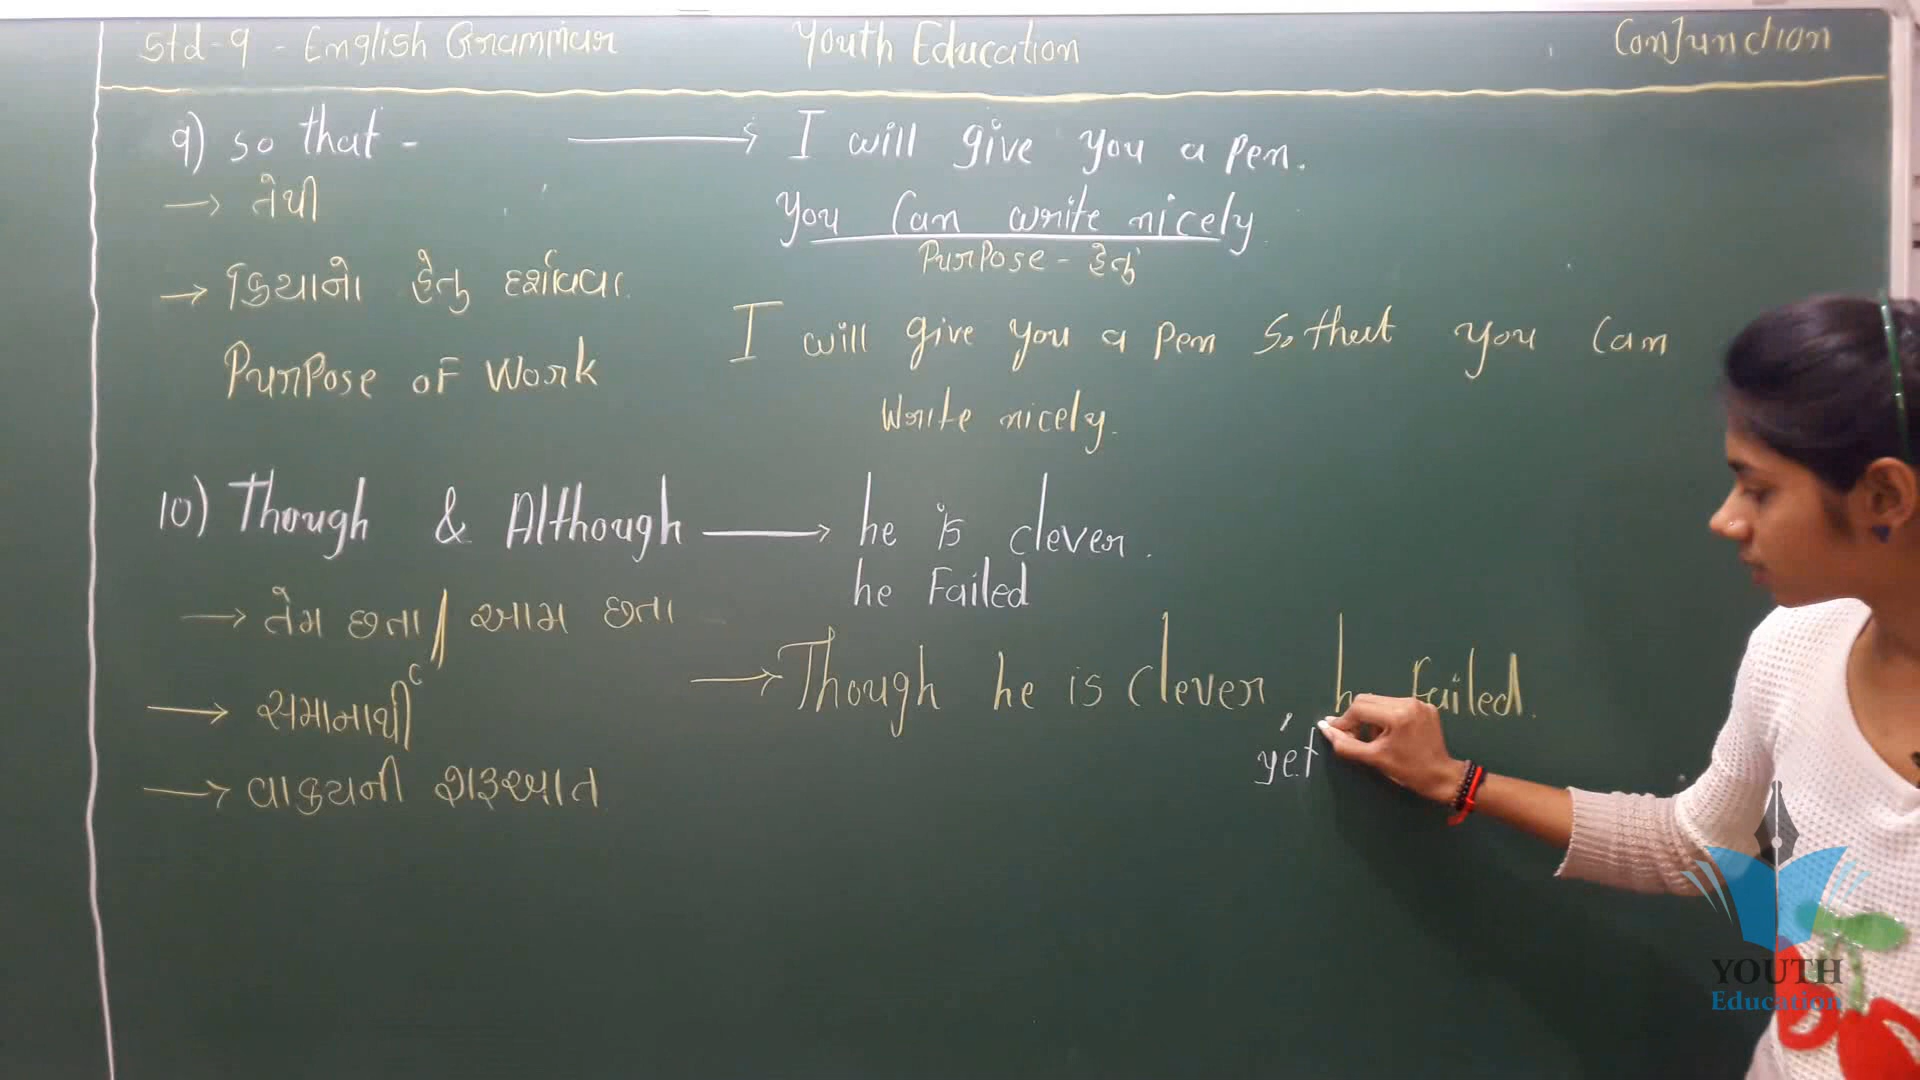 Std-9 - English Grammar Youth Education Conjunction
9) so that - → I will give you a pen.
→ તેથી
You Can write nicely
Purpose - હેતુ
→ ક્રિયાનો હેતુ દર્શાવવા.
I will give you a pen so that you Can
Purpose of Work
Write nicely.
10) Though & Although → he is clever.
he Failed
→ તેમ છતા / આમ છતા
→ Though he is clever, he Failed.
→ સમાનાર્થી
yet
→ વાક્યની શરૂઆત
YOUTH
Education